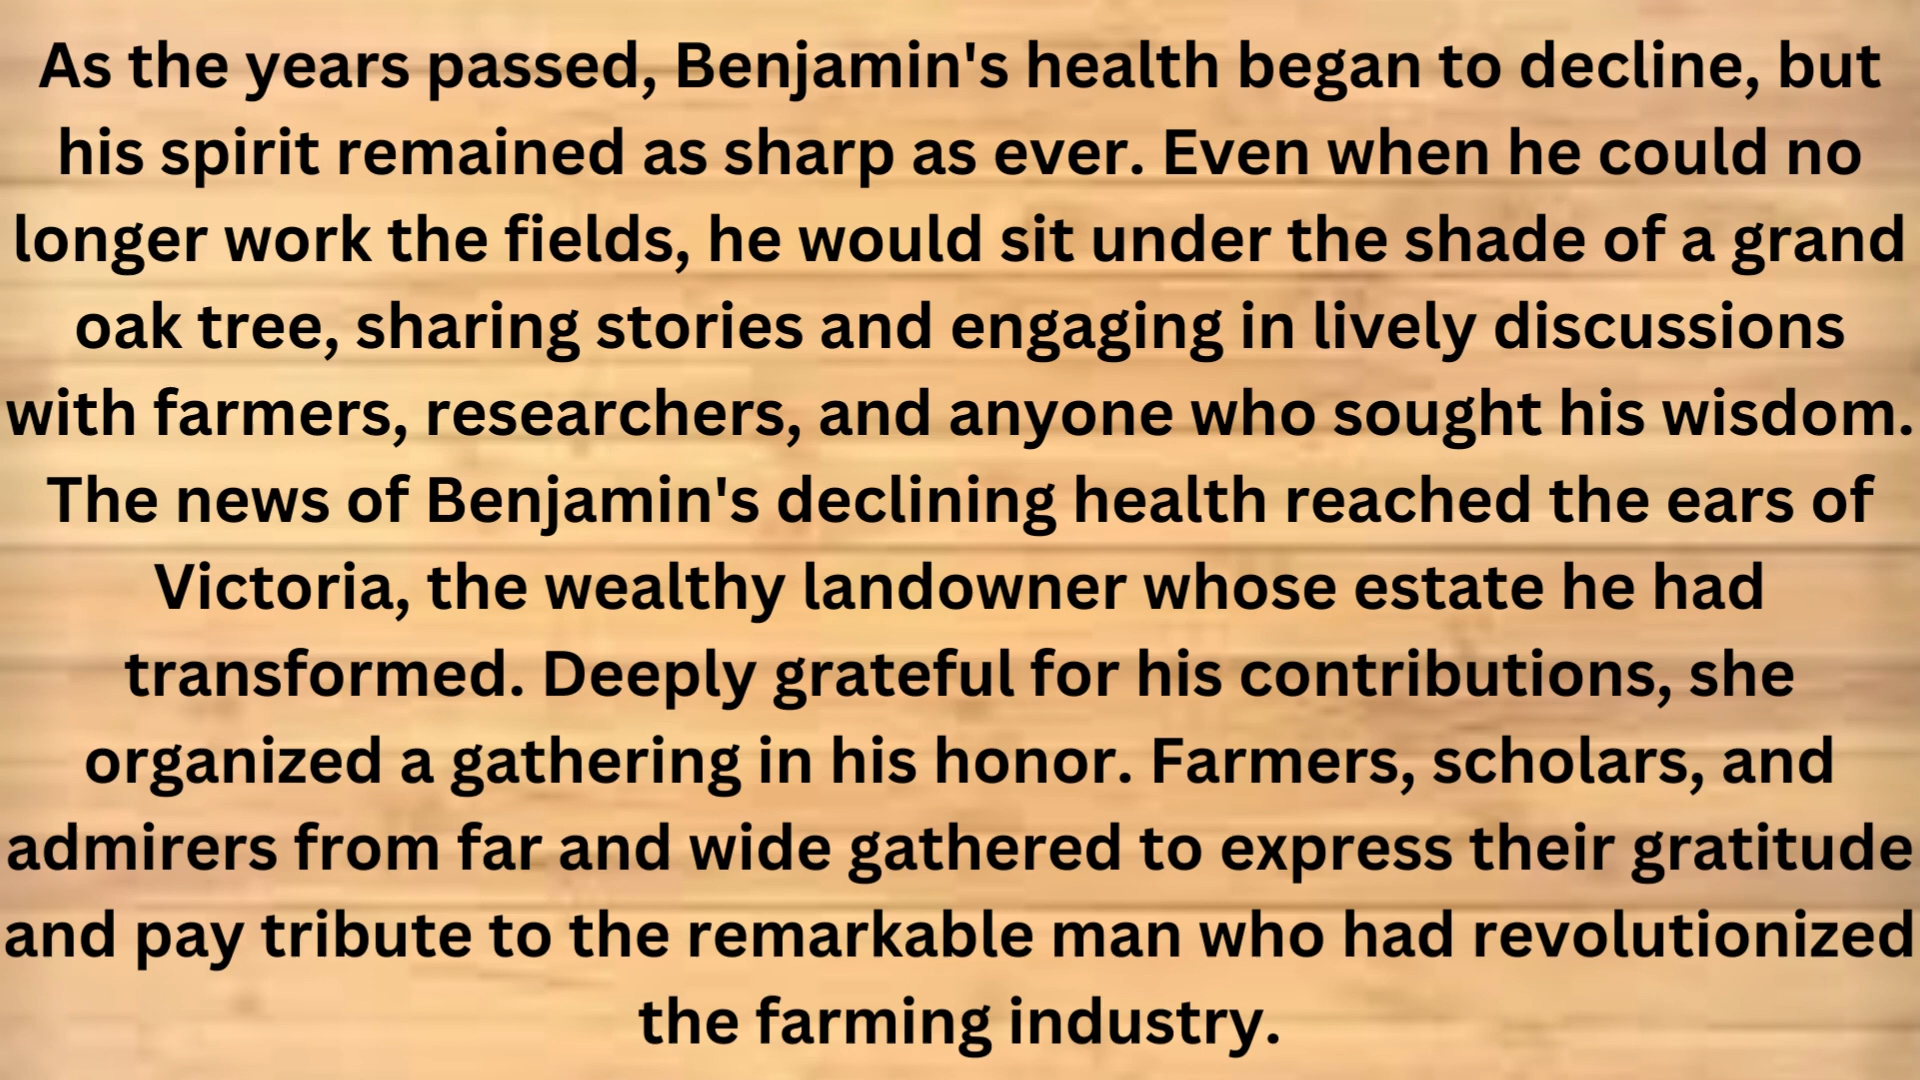 As the years passed, Benjamin's health began to decline, but
his spirit remained as sharp as ever. Even when he could no
longer work the fields, he would sit under the shade of a grand
oak tree, sharing stories and engaging in lively discussions
with farmers, researchers, and anyone who sought his wisdom.
The news of Benjamin's declining health reached the ears of
Victoria, the wealthy landowner whose estate he had
transformed. Deeply grateful for his contributions, she
organized a gathering in his honor. Farmers, scholars, and
admirers from far and wide gathered to express their gratitude
and pay tribute to the remarkable man who had revolutionized
the farming industry.